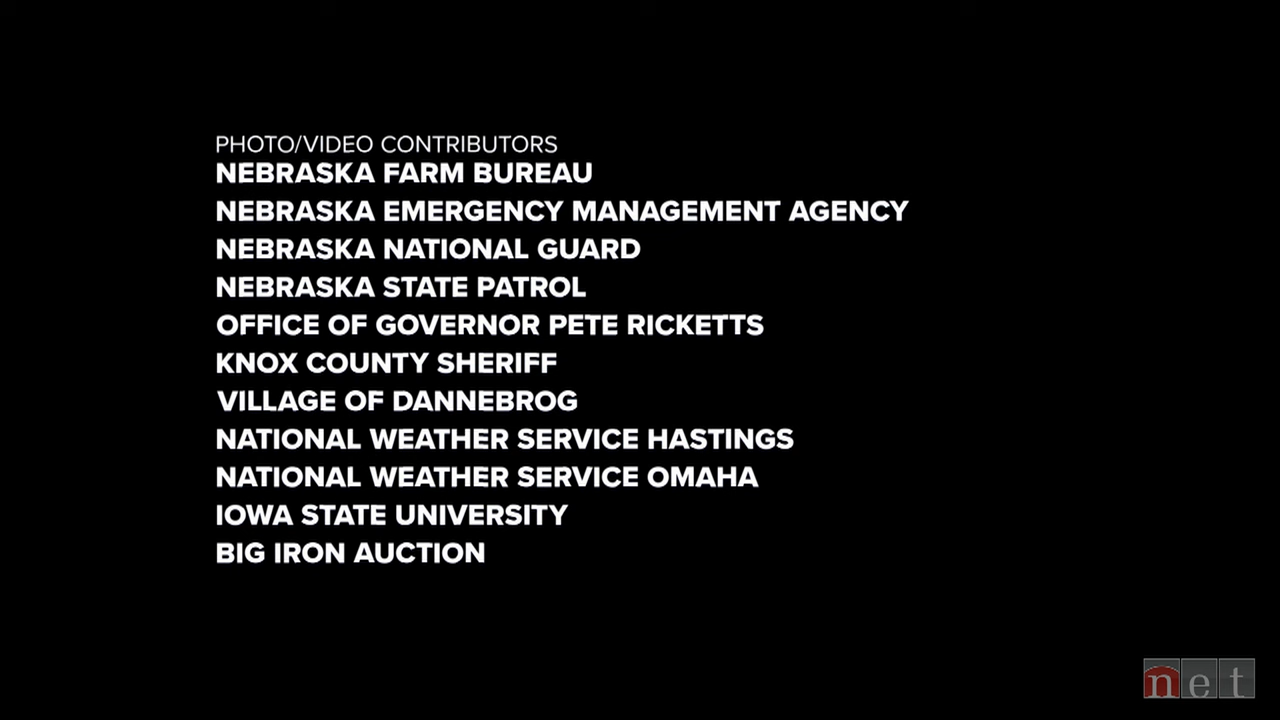 PHOTO/VIDEO CONTRIBUTORS
NEBRASKA FARM BUREAU
NEBRASKA EMERGENCY MANAGEMENT AGENCY
NEBRASKA NATIONAL GUARD
NEBRASKA STATE PATROL
OFFICE OF GOVERNOR PETE RICKETTS
KNOX COUNTY SHERIFF
VILLAGE OF DANNEBROG
NATIONAL WEATHER SERVICE HASTINGS
NATIONAL WEATHER SERVICE OMAHA
IOWA STATE UNIVERSITY
BIG IRON AUCTION
net